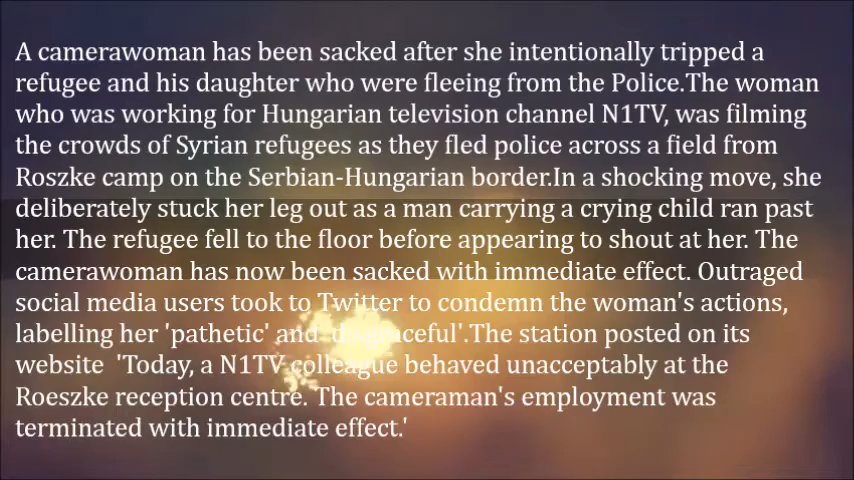 A camerawoman has been sacked after she intentionally tripped a
refugee and his daughter who were fleeing from the Police.The woman
who was working for Hungarian television channel N1TV, was filming
the crowds of Syrian refugees as they fled police across a field from
Roszke camp on the Serbian-Hungarian border.In a shocking move, she
deliberately stuck her leg out as a man carrying a crying child ran past
her. The refugee fell to the floor before appearing to shout at her. The
camerawoman has now been sacked with immediate effect. Outraged
social media users took to Twitter to condemn the woman's actions,
labelling her 'pathetic' and 'disgraceful'.The station posted on its
website 'Today, a N1TV colleague behaved unacceptably at the
Roeszke reception centre. The cameraman's employment was
terminated with immediate effect.'